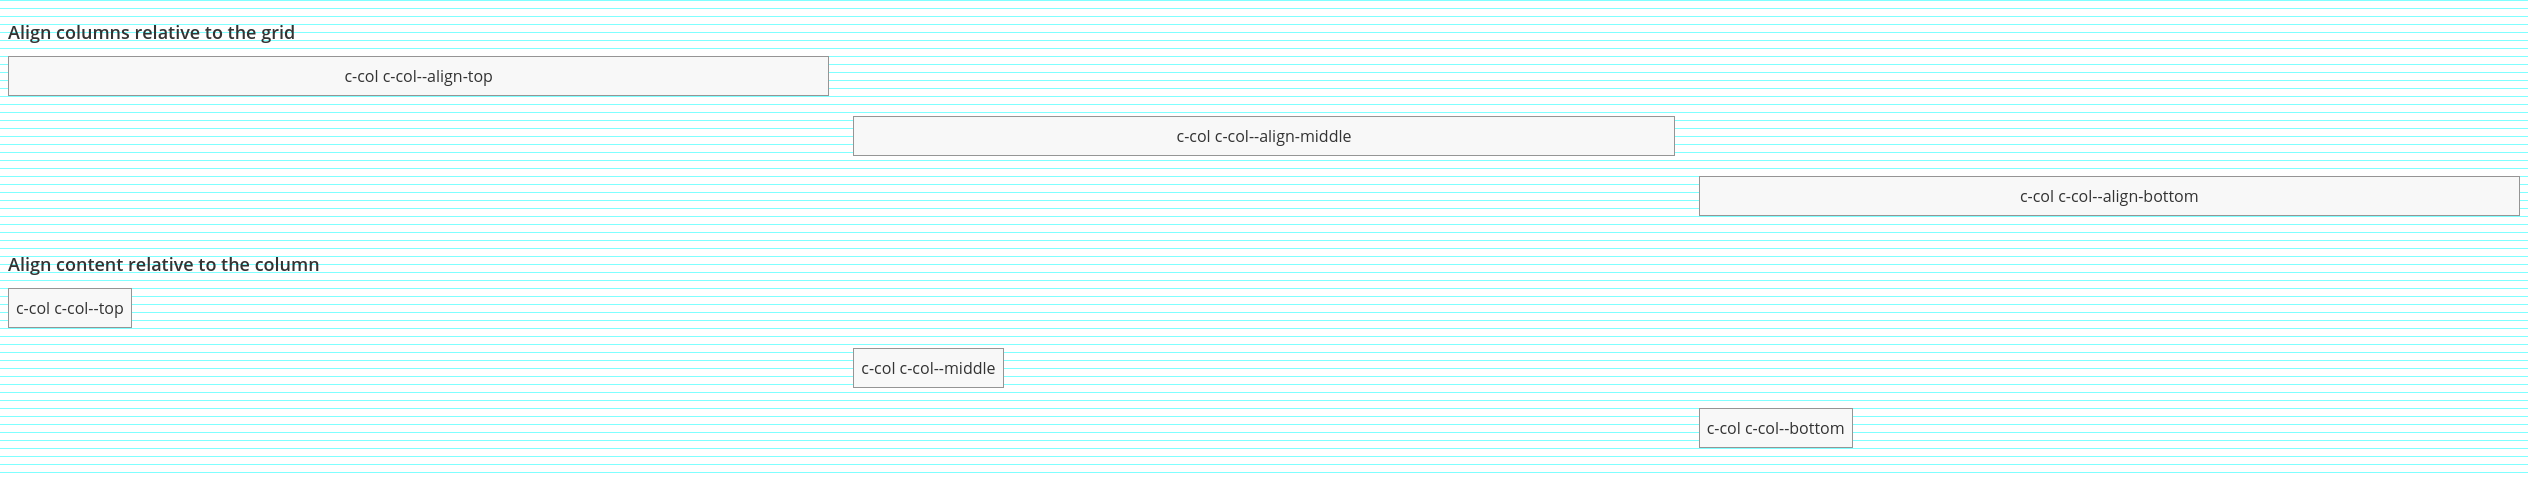 Align columns relative to the grid
c-col c-col--align-top
c-col c-col--align-middle
c-col c-col--align-bottom
Align content relative to the column
c-col c-col--top
c-col c-col--middle
c-col c-col--bottom